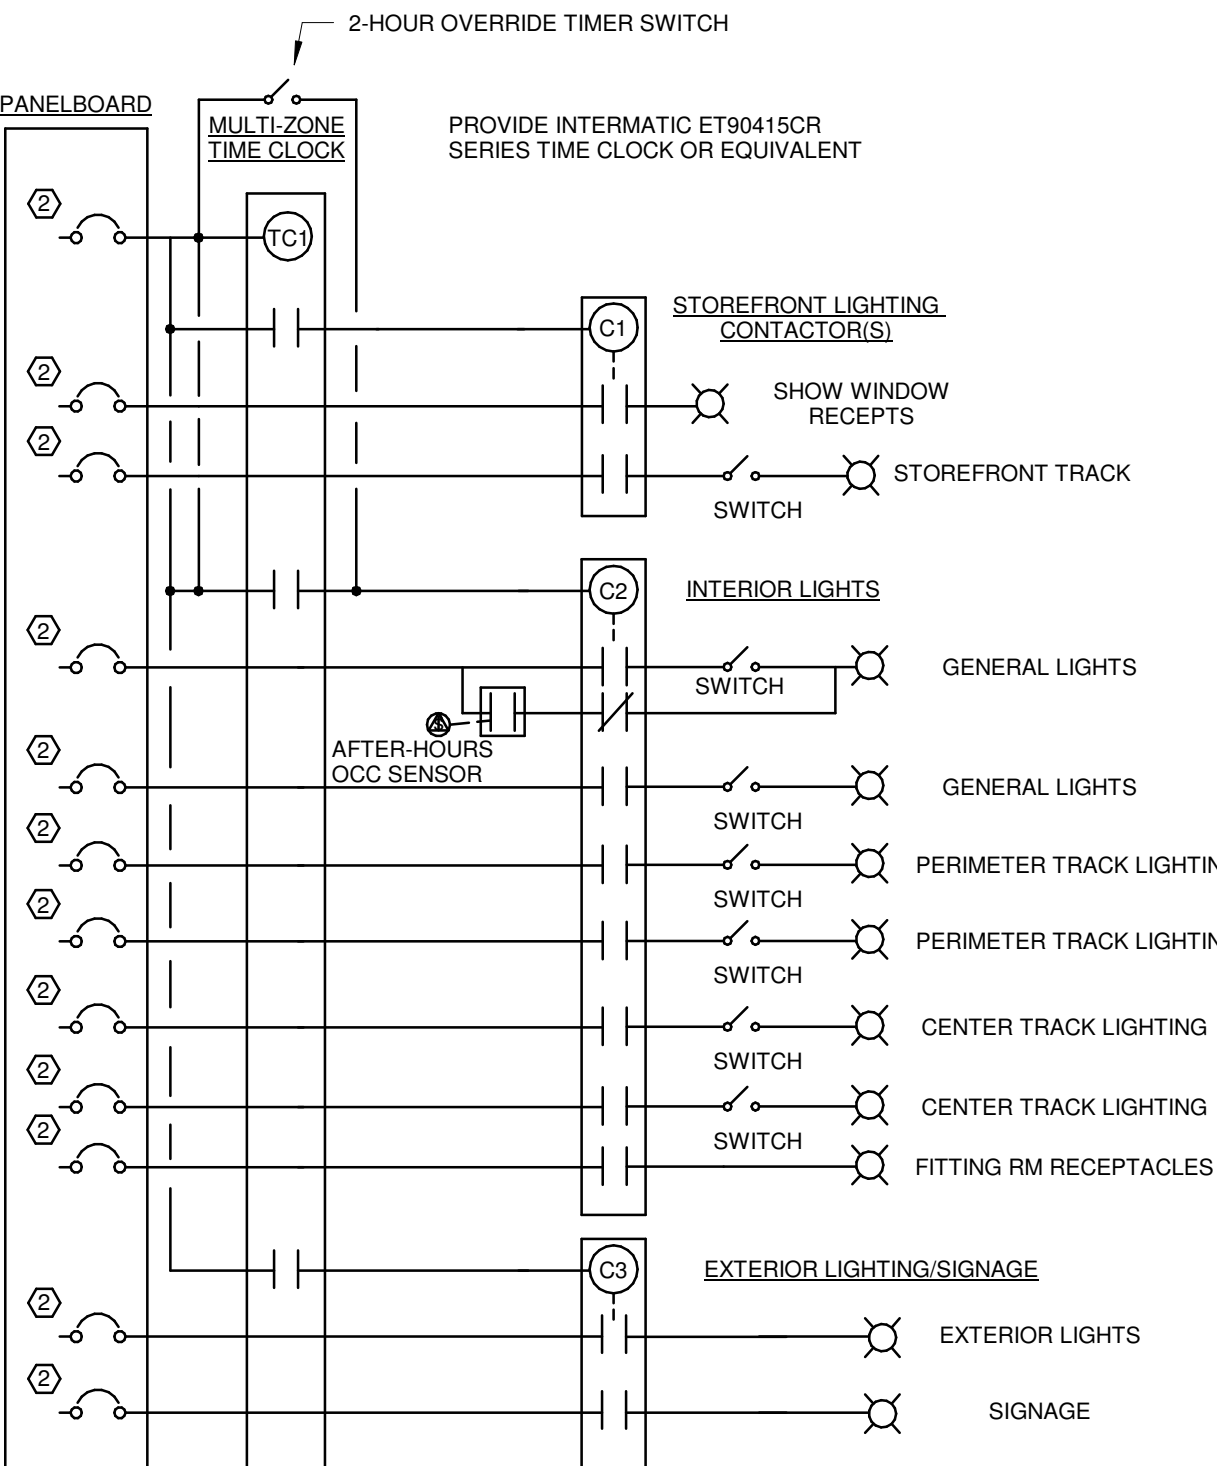 2-HOUR OVERRIDE TIMER SWITCH
PANELBOARD
MULTI-ZONE
TIME CLOCK
PROVIDE INTERMATIC ET90415CR
SERIES TIME CLOCK OR EQUIVALENT
2
TC1
C1
STOREFRONT LIGHTING
CONTACTOR(S)
2
SHOW WINDOW
RECEPTS
2
STOREFRONT TRACK
SWITCH
C2
INTERIOR LIGHTS
2
GENERAL LIGHTS
SWITCH
AFTER-HOURS
OCC SENSOR
2
GENERAL LIGHTS
SWITCH
2
PERIMETER TRACK LIGHTIN
SWITCH
2
PERIMETER TRACK LIGHTIN
SWITCH
2
CENTER TRACK LIGHTING
SWITCH
2
CENTER TRACK LIGHTING
SWITCH
2
FITTING RM RECEPTACLES
C3
EXTERIOR LIGHTING/SIGNAGE
2
EXTERIOR LIGHTS
2
SIGNAGE